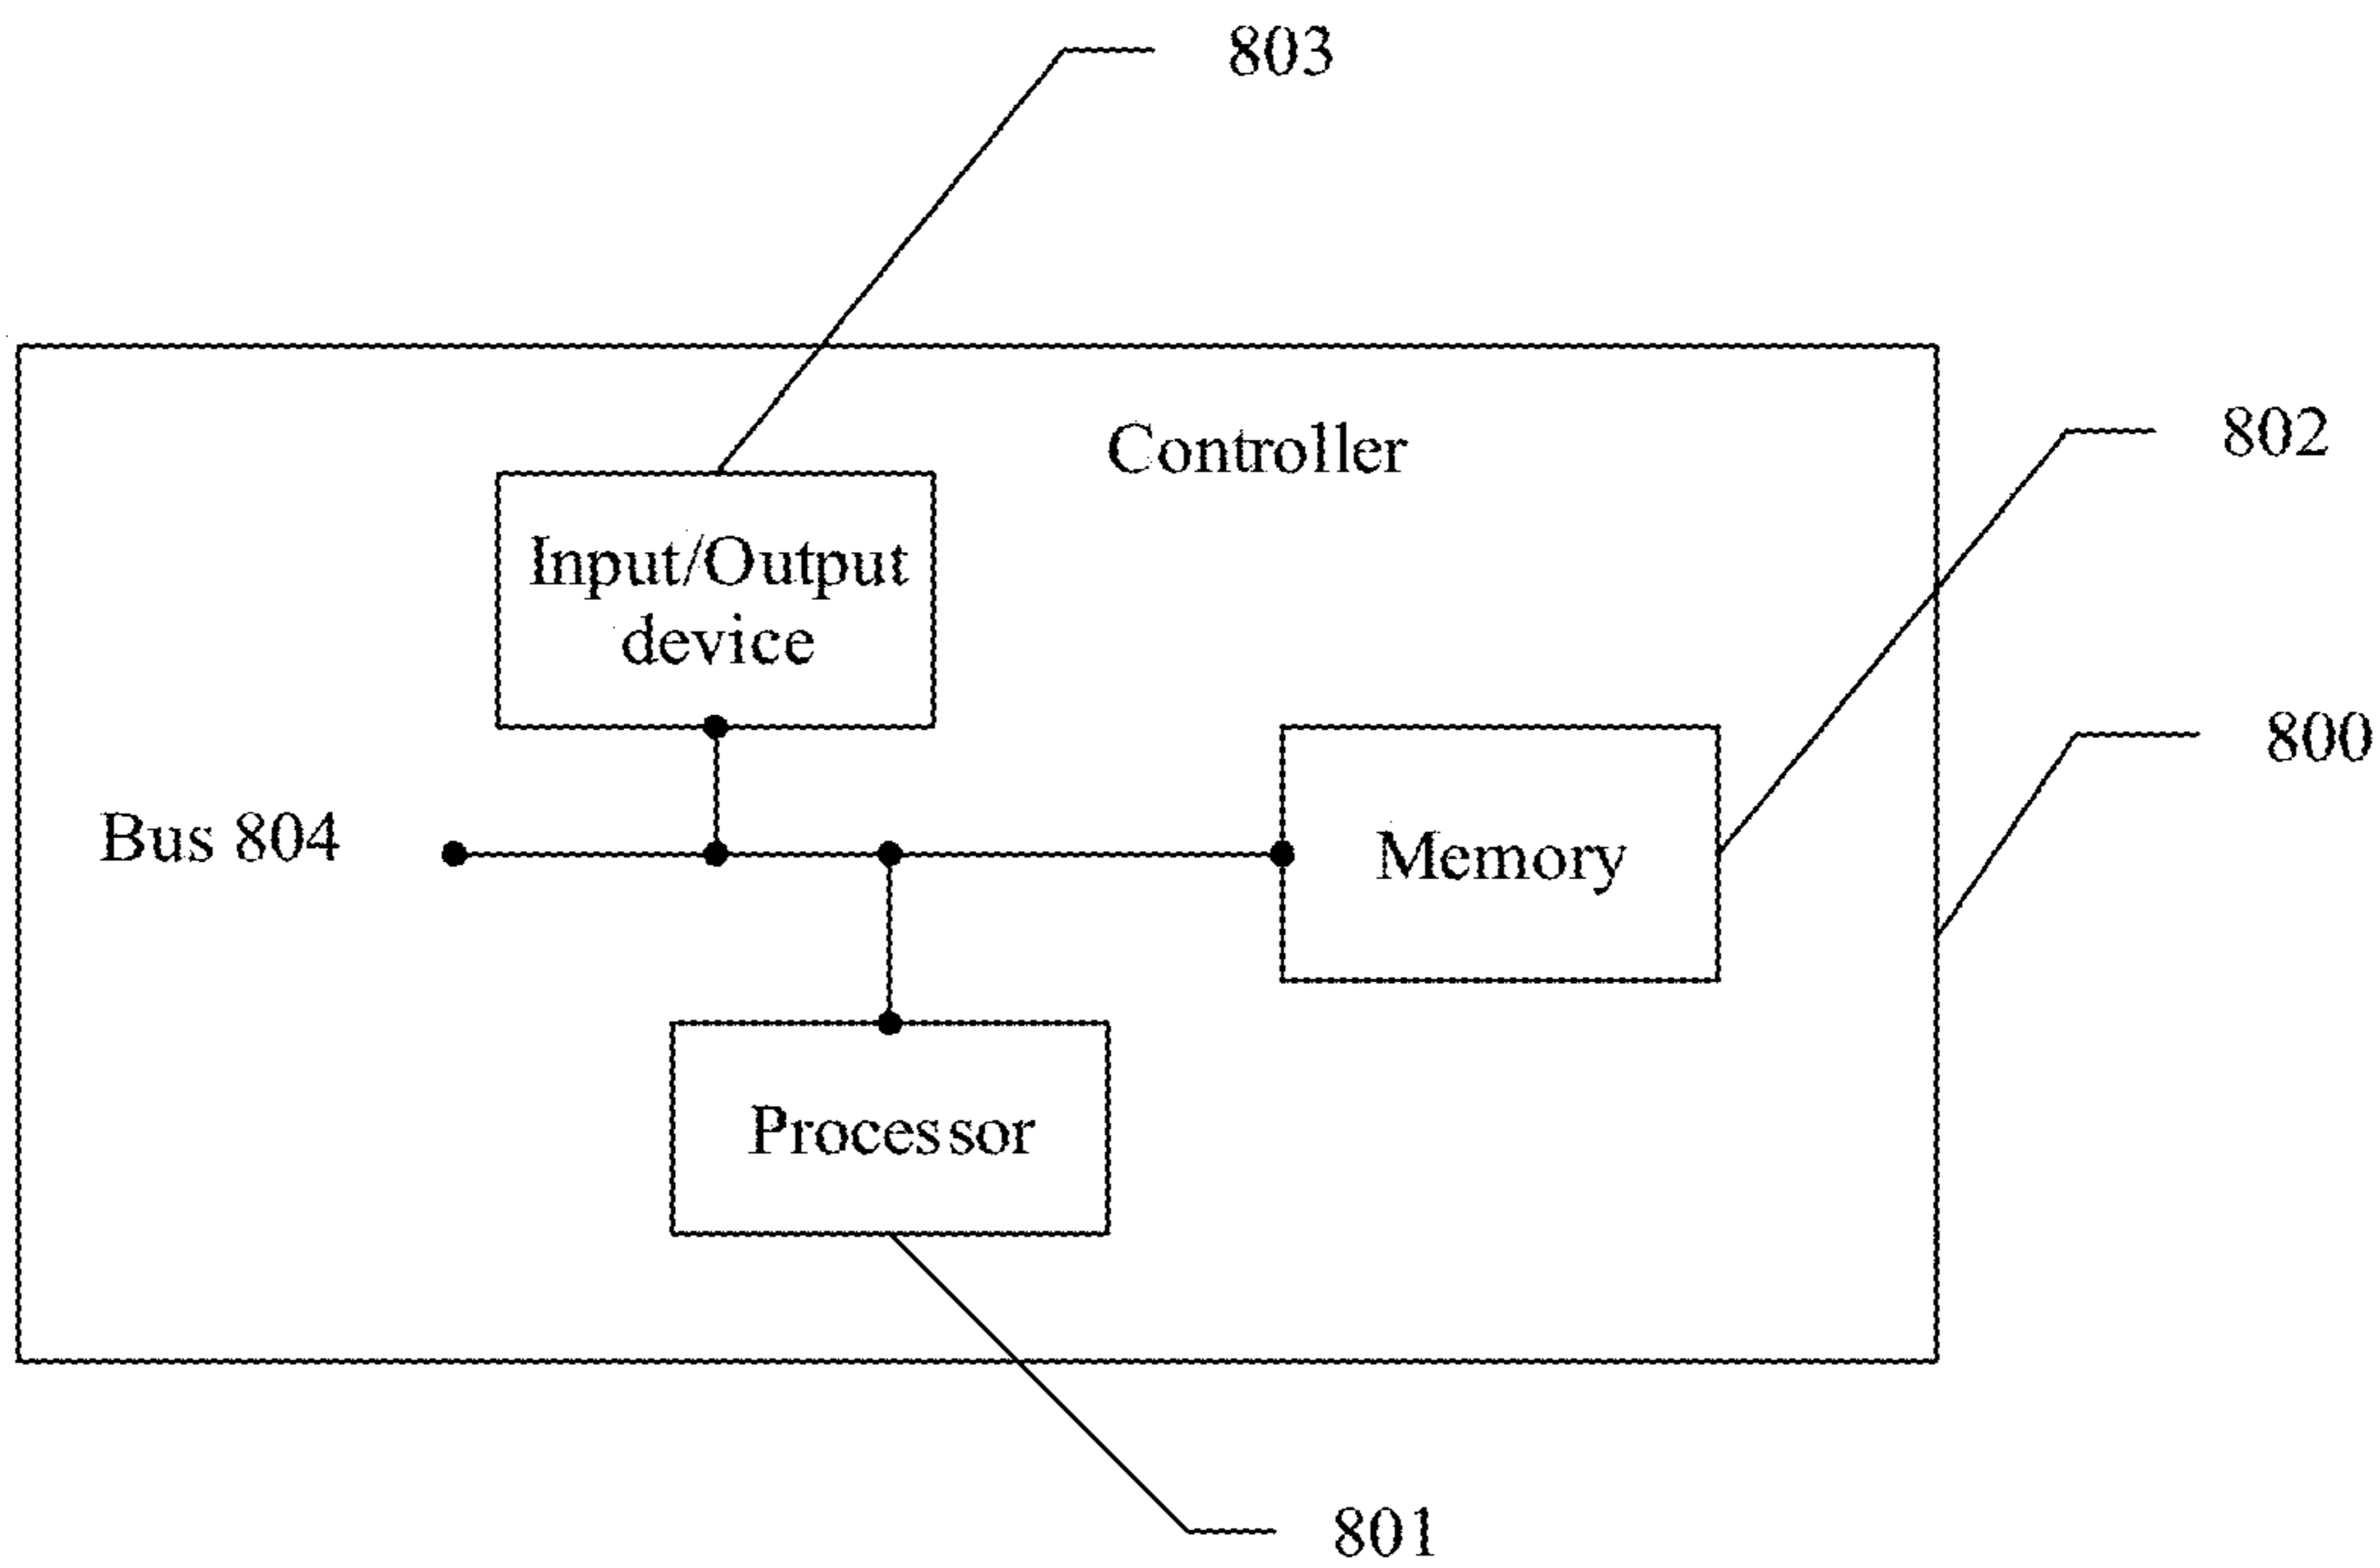 803
Controller
802
Input/Output
device
800
Bus 804
Memory
Processor
801